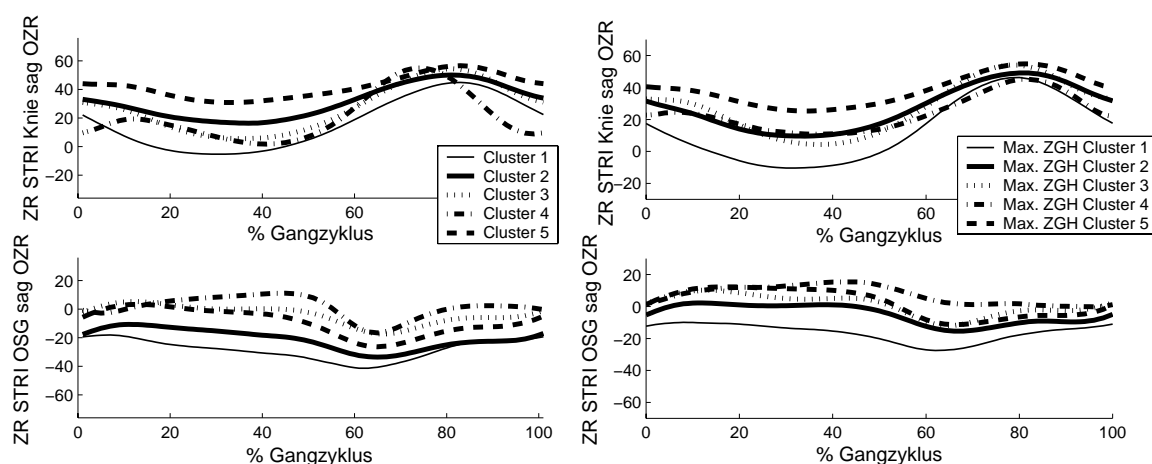 ZR STRI Knie sag OZR
60
40
20
0
−20
0 20 40 60 80 100
% Gangzyklus
Cluster 1
Cluster 2
Cluster 3
Cluster 4
Cluster 5
ZR STRI Knie sag OZR
60
40
20
0
−20
0 20 40 60 80
% Gangzyklus
Max. ZGH Cluster 1
Max. ZGH Cluster 2
Max. ZGH Cluster 3
Max. ZGH Cluster 4
Max. ZGH Cluster 5
ZR STRI OSG sag OZR
20
0
−20
−40
−60
0 20 40 60 80 100
% Gangzyklus
ZR STRI OSG sag OZR
20
0
−20
−40
−60
−70
0 20 40 60 80 100
% Gangzyklus